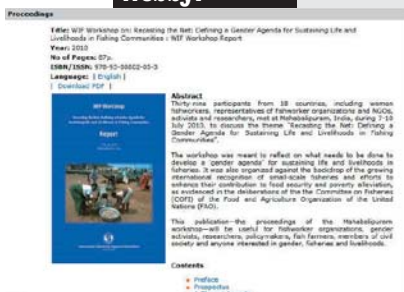 Proceedings
Title: WIF Workshop on: Recasting the Net: Defining a Gender Agenda for Sustaining Life and
Livelihoods in Fishing Communities : WIF Workshop Report
Year: 2010
No of Pages: 87p.
Language: | English |
| Download PDF |
Abstract
Thirty-nine participants from 18 countries, including women
fishworkers, representatives of fishworker organizations and NGOs,
activists and researchers, met at Mahabalipuram, India, during 7-10
July 2010, to discuss the theme "Recasting the Net: Defining a
Gender Agenda for Sustaining Life and Livelihoods in Fishing
Communities".
The workshop was meant to reflect on what needs to be done to
develop a 'gender agenda' for sustaining life and livelihoods in
fisheries. It was also organized against the backdrop of the growing
international recognition of small-scale fisheries and efforts to
enhance their contribution to food security and poverty alleviation,
as evidenced in the deliberations of the the Committee on Fisheries
(COFI) of the Food and Agriculture Organization of the United
Nations (FAO).
This publication—the proceedings of the Mahabalipuram
workshop—will be useful for fishworker organizations, gender
activists, researchers, policymakers, fish farmers, members of civil
society and anyone interested in gender, fisheries and livelihoods.
Contents
Preface
Prospectus
WIF Workshop
Report